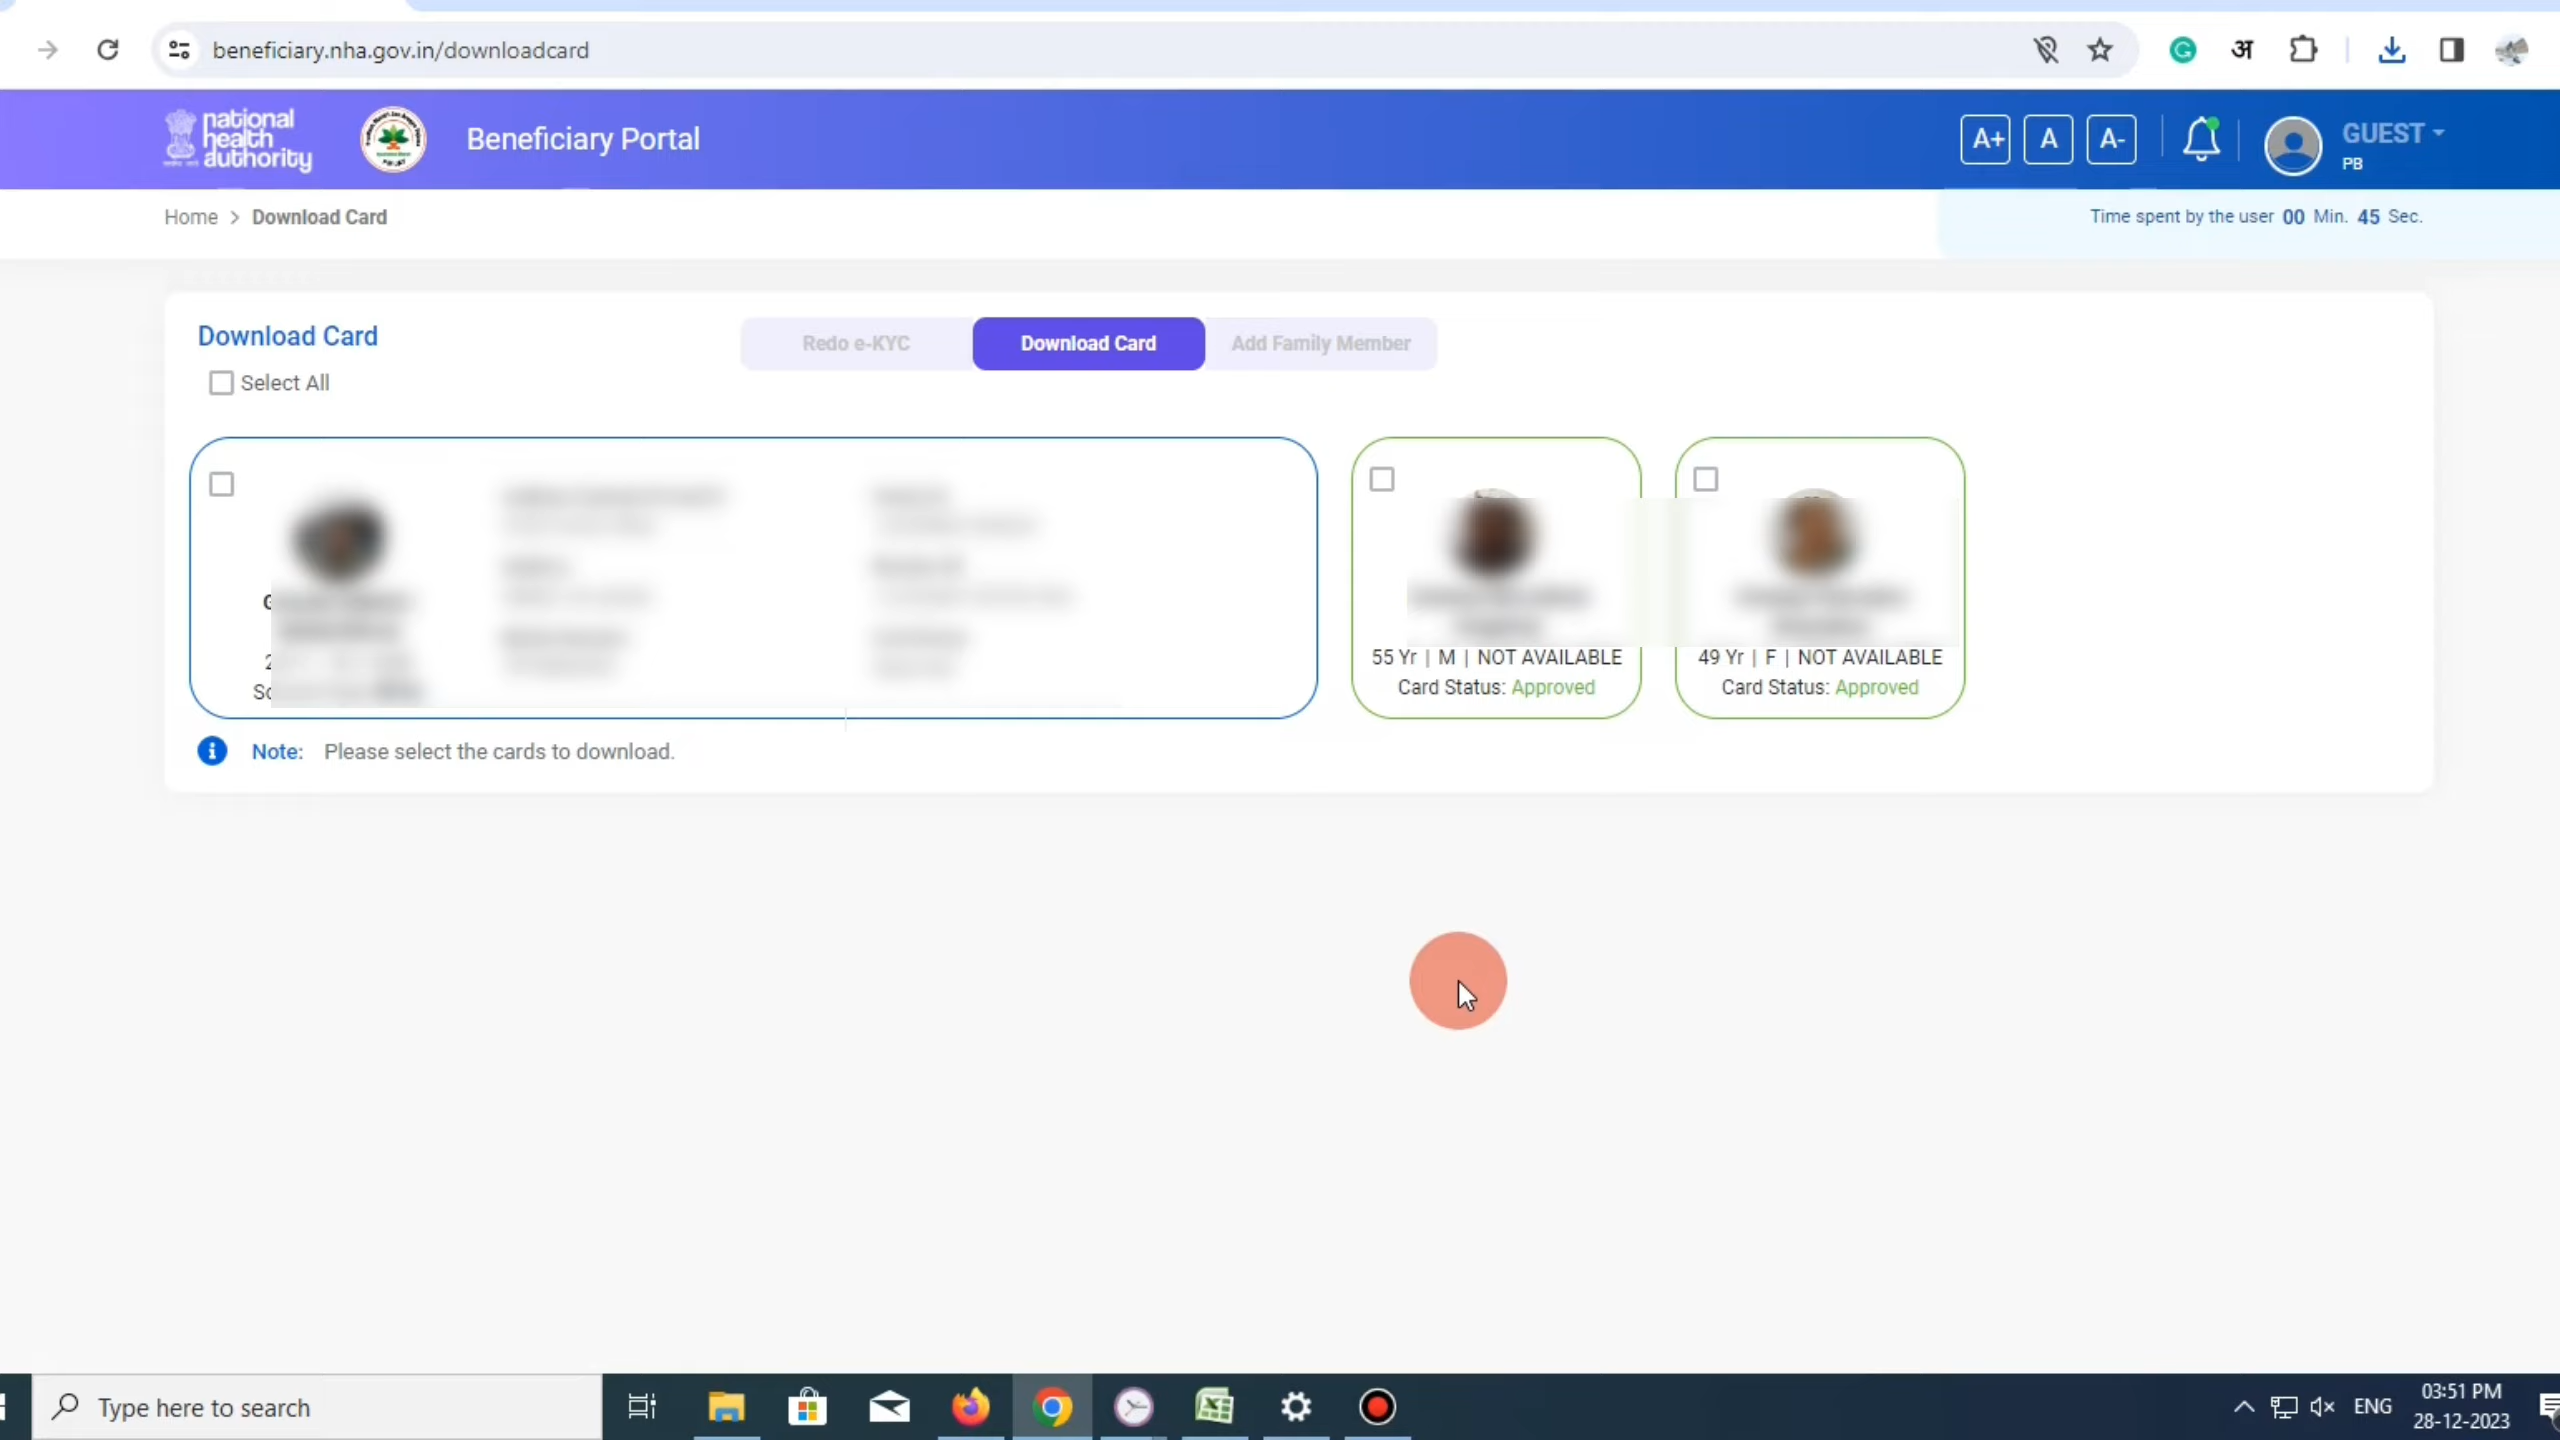 beneficiary.nha.gov.in/downloadcard
अ
national
health
authority
Beneficiary Portal
A+ A A-
GUEST
PB
Home > Download Card
Time spent by the user 00 Min. 45 Sec.
Download Card
Redo e-KYC
Download Card
Add Family Member
Select All
55 Yr | M | NOT AVAILABLE
Card Status: Approved
49 Yr | F | NOT AVAILABLE
Card Status: Approved
Note: Please select the cards to download.
Type here to search
ENG
03:51 PM
28-12-2023